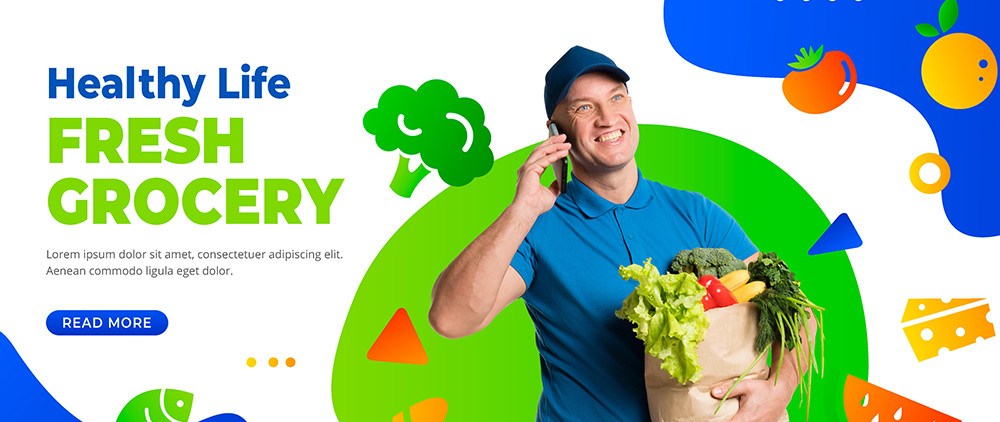 Healthy Life
FRESH
GROCERY
Lorem ipsum dolor sit amet, consectetuer adipiscing elit.
Aenean commodo ligula eget dolor.
READ MORE